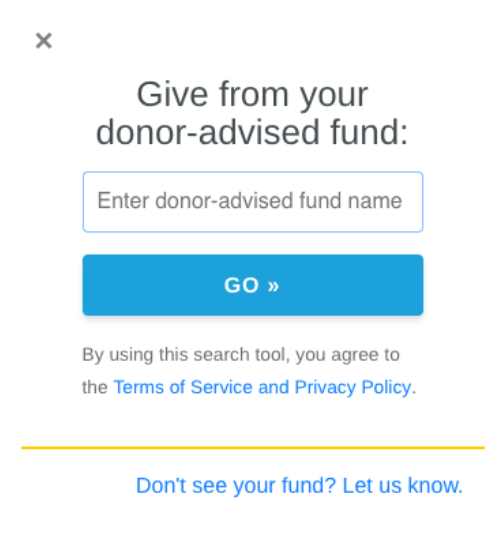 ×
Give from your
donor-advised fund:
Enter donor-advised fund name
GO »
By using this search tool, you agree to
the Terms of Service and Privacy Policy.
Don't see your fund? Let us know.